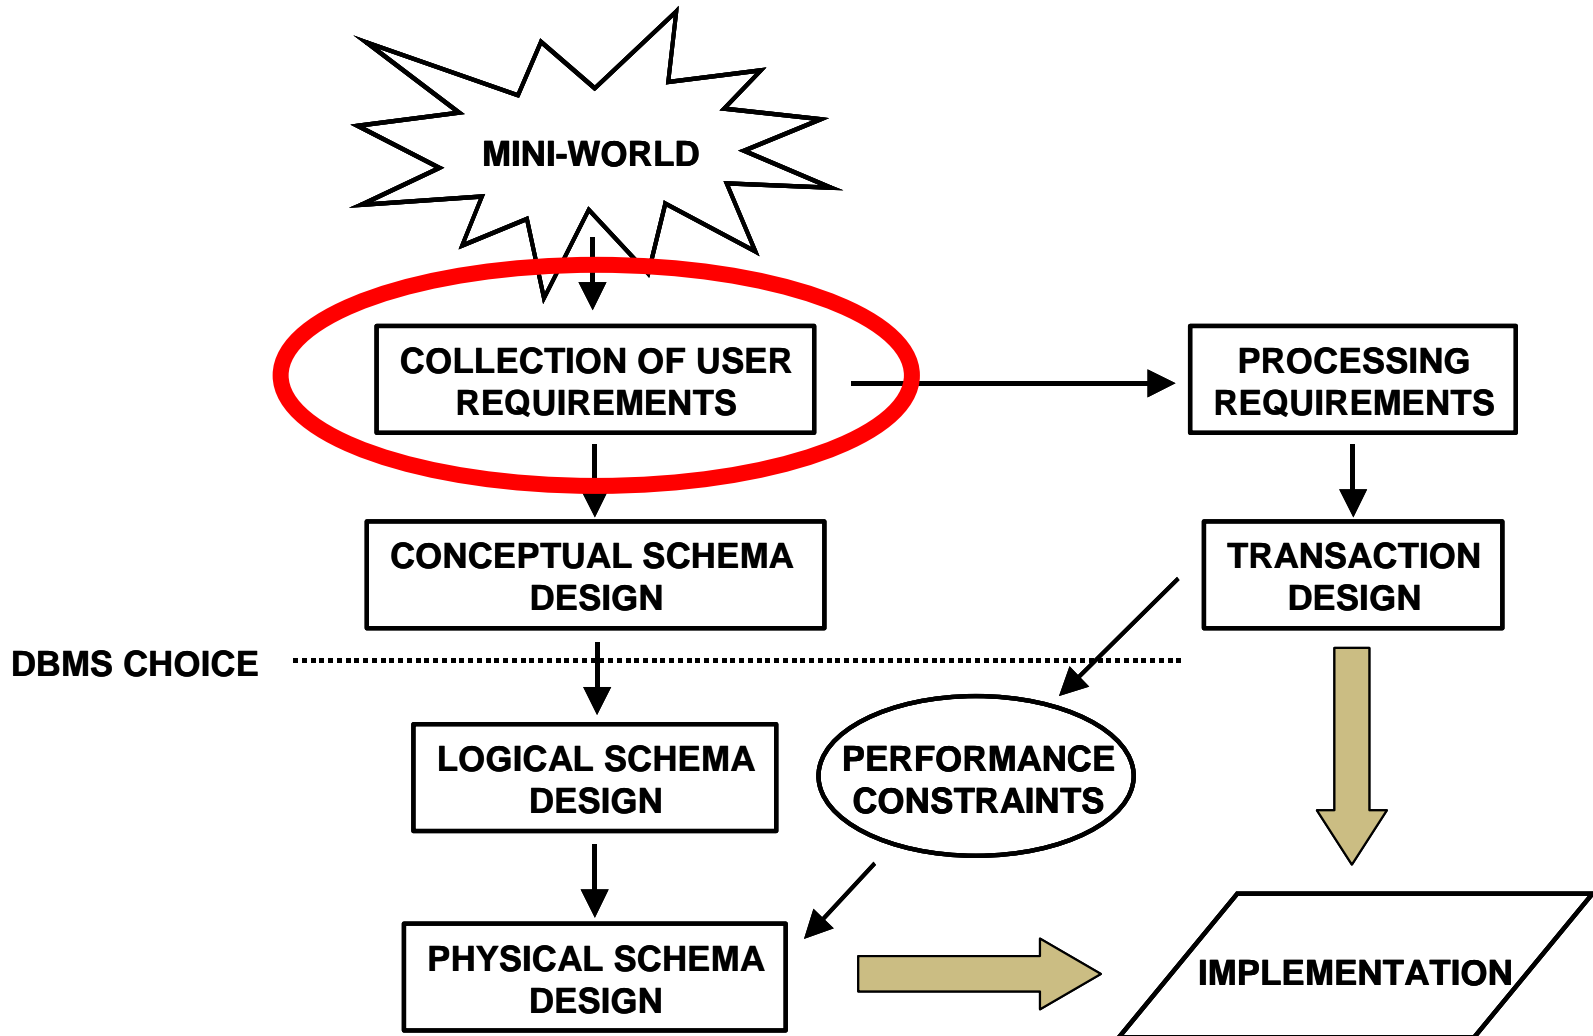 MINI-WORLD
COLLECTION OF USER
REQUIREMENTS
PROCESSING
REQUIREMENTS
CONCEPTUAL SCHEMA
DESIGN
TRANSACTION
DESIGN
DBMS CHOICE
LOGICAL SCHEMA
DESIGN
PERFORMANCE
CONSTRAINTS
PHYSICAL SCHEMA
DESIGN
IMPLEMENTATION